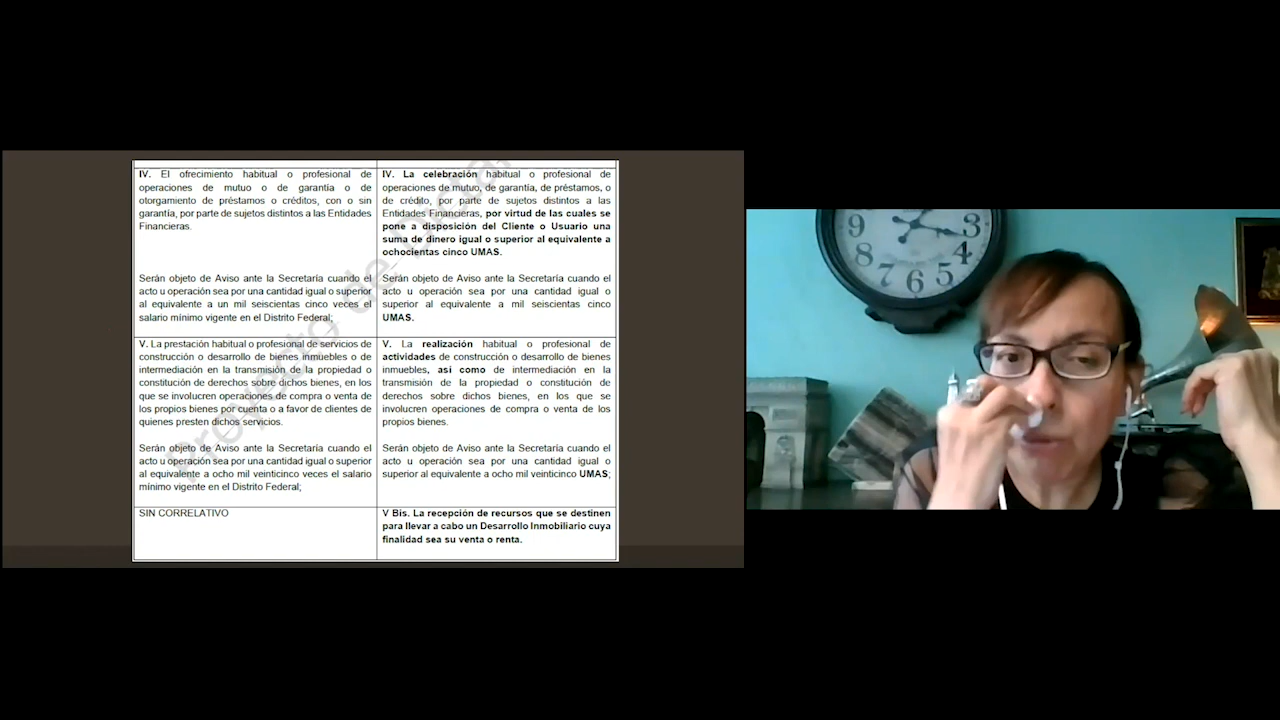 IV. El ofrecimiento habitual o profesional de
operaciones de mutuo o de garantía o de
otorgamiento de préstamos o créditos, con o sin
garantía, por parte de sujetos distintos a las Entidades
Financieras.
Serán objeto de Aviso ante la Secretaría cuando el
acto u operación sea por una cantidad igual o superior
al equivalente a un mil seiscientas cinco veces el
salario mínimo vigente en el Distrito Federal;
IV. La celebración habitual o profesional de
operaciones de mutuo, de garantía, de préstamos, o
de crédito, por parte de sujetos distintos a las
Entidades Financieras, por virtud de las cuales se
pone a disposición del Cliente o Usuario una
suma de dinero igual o superior al equivalente a
ochocientas cinco UMAS.
Serán objeto de Aviso ante la Secretaría cuando el
acto u operación sea por una cantidad igual o
superior al equivalente a mil seiscientas cinco
UMAS.
V. La prestación habitual o profesional de servicios de
construcción o desarrollo de bienes inmuebles o de
intermediación en la transmisión de la propiedad o
constitución de derechos sobre dichos bienes, en los
que se involucren operaciones de compra o venta de
los propios bienes por cuenta o a favor de clientes de
quienes presten dichos servicios.
Serán objeto de Aviso ante la Secretaría cuando el
acto u operación sea por una cantidad igual o superior
al equivalente a ocho mil veinticinco veces el salario
mínimo vigente en el Distrito Federal;
V. La realización habitual o profesional de
actividades de construcción o desarrollo de bienes
inmuebles, así como de intermediación en la
transmisión de la propiedad o constitución de
derechos sobre dichos bienes, en los que se
involucren operaciones de compra o venta de los
propios bienes.
Serán objeto de Aviso ante la Secretaría cuando el
acto u operación sea por una cantidad igual o
superior al equivalente a ocho mil veinticinco UMAS;
SIN CORRELATIVO
V Bis. La recepción de recursos que se destinen
para llevar a cabo un Desarrollo Inmobiliario cuya
finalidad sea su venta o renta.
Proyecto de
9 8 7 6 5 4 3